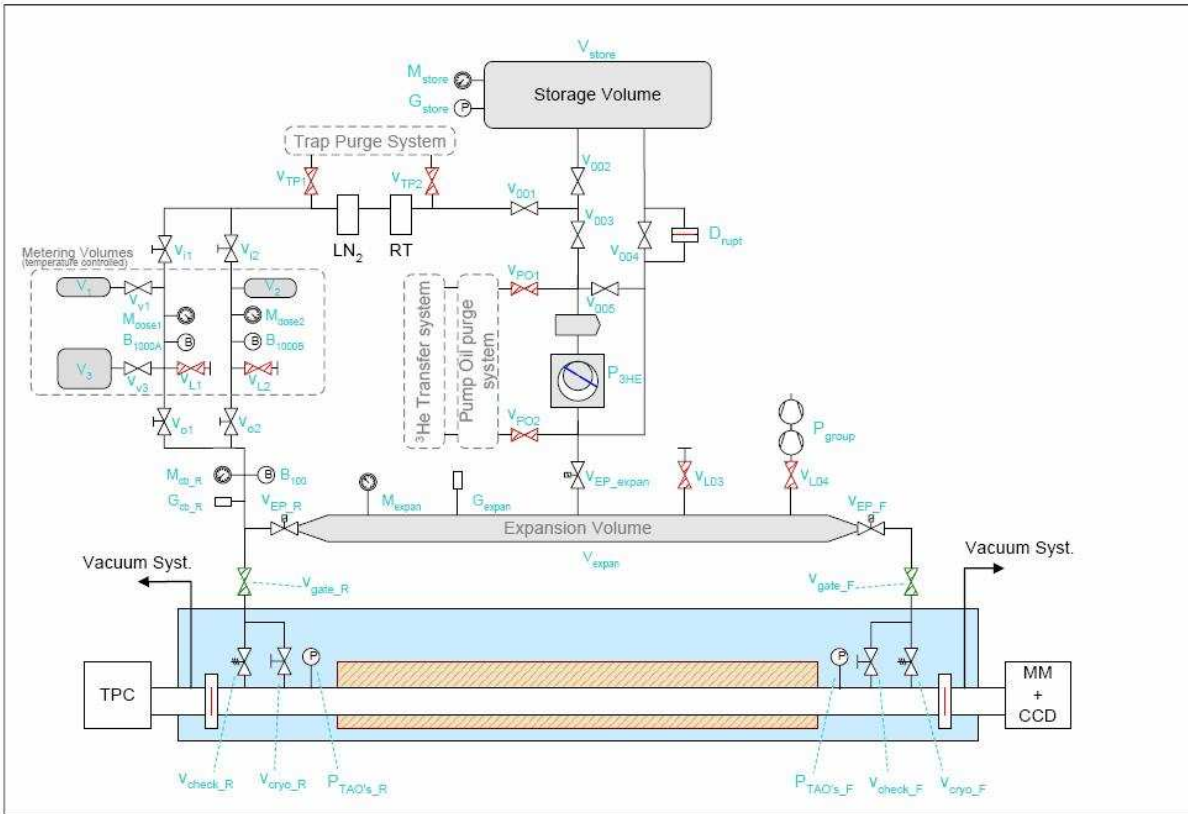 V_store
M_store
G_store
P
Storage Volume
Trap Purge System
V_TP1
V_TP2
V_001
V_002
V_003
V_004
D_rupt
LN_2
RT
Metering Volumes
(temperature controlled)
V_i1
V_i2
V_1
V_v1
V_2
M_dose1
M_dose2
B_1000A
B
B
B_1000B
V_3
V_v3
V_L1
V_L2
V_o1
V_o2
³He Transfer system
Pump Oil purge
system
V_PO1
V_005
P_3HE
V_PO2
P_group
M_cb_R
B
B_100
G_cb_R
V_EP_R
M_expan
G_expan
V_EP_expan
V_L03
V_L04
V_EP_F
Expansion Volume
V_expan
Vacuum Syst.
Vacuum Syst.
V_gate_R
V_gate_F
P
P
TPC
MM
+
CCD
V_check_R
V_cryo_R
P_TAO's_R
P_TAO's_F
V_check_F
V_cryo_F